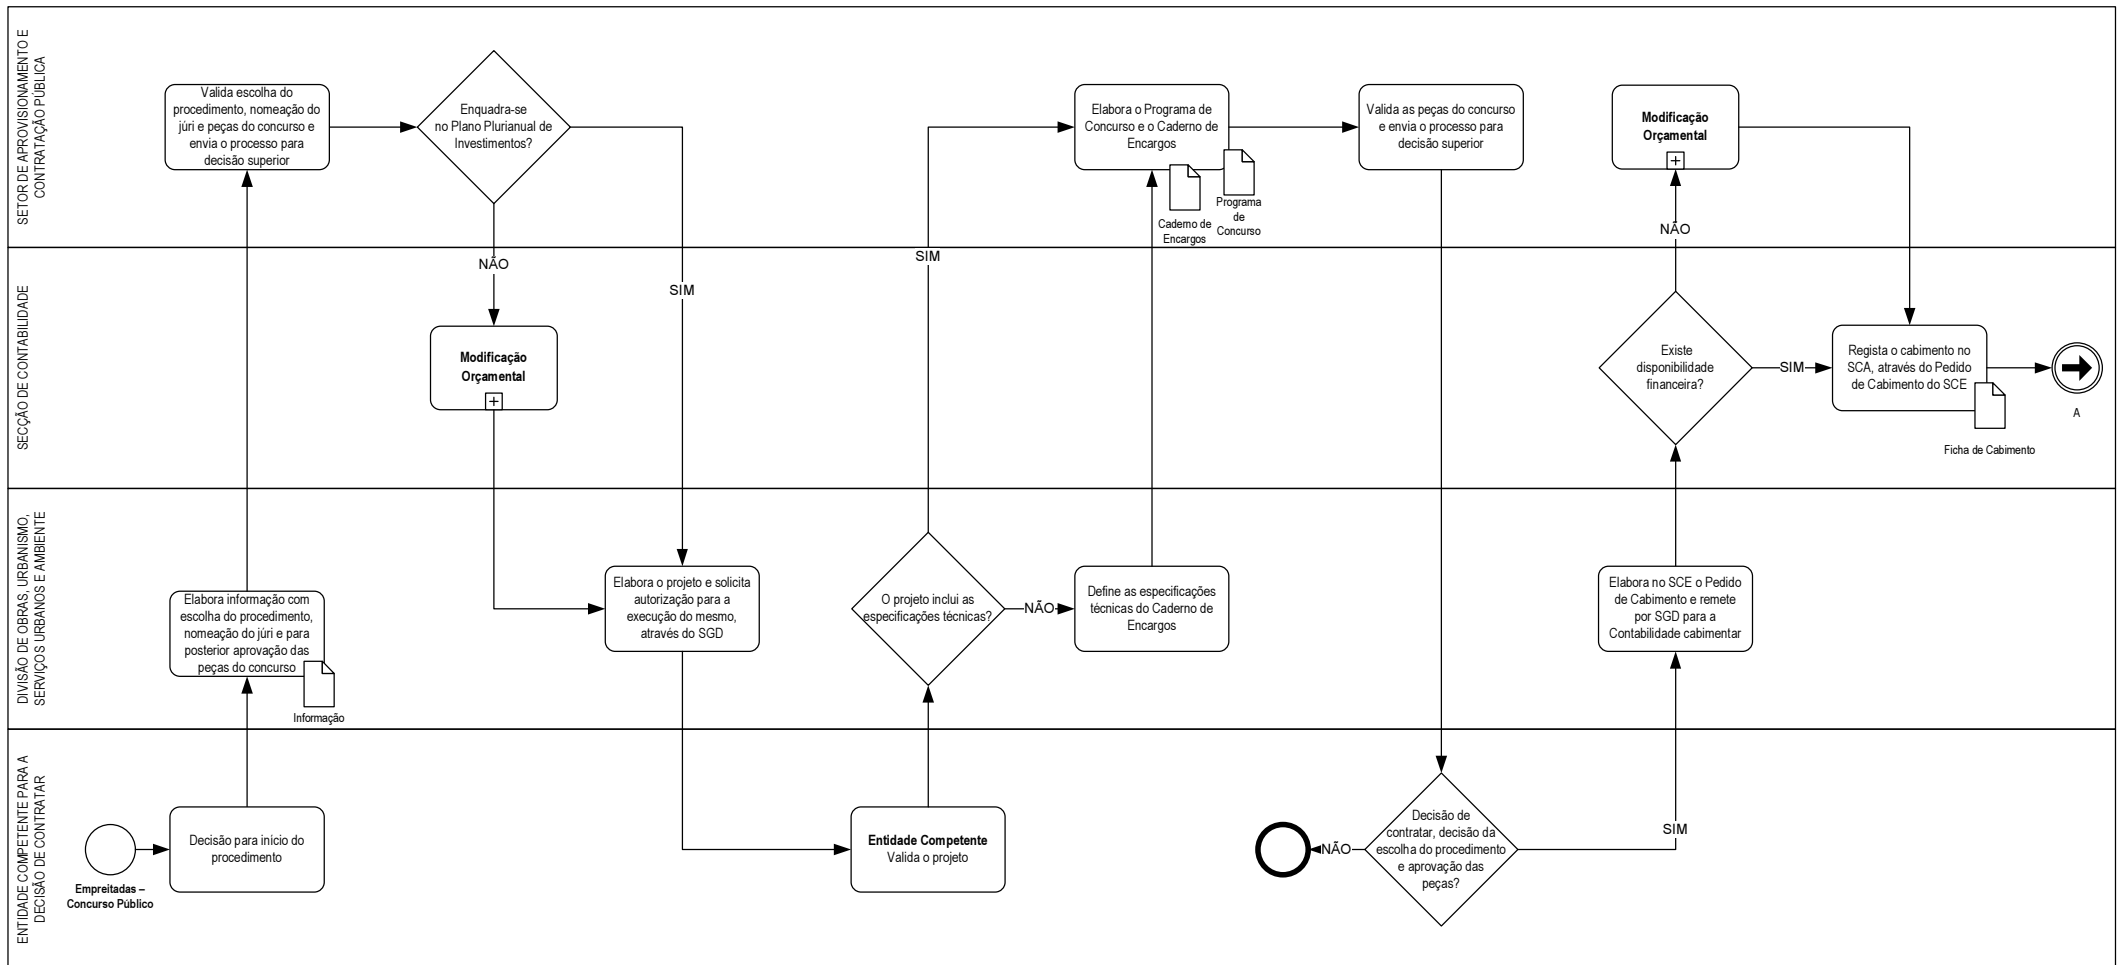 SETOR DE APROVISIONAMENTO E
CONTRATAÇÃO PÚBLICA
Valida escolha do
procedimento, nomeação do
júri e peças do concurso e
envia o processo para
decisão superior
Enquadra-se
no Plano Plurianual de
Investimentos?
Elabora o Programa de
Concurso e o Caderno de
Encargos
Caderno de
Encargos
Programa
de
Concurso
Valida as peças do concurso
e envia o processo para
decisão superior
Modificação
Orçamental
NÃO
SECÇÃO DE CONTABILIDADE
NÃO
Modificação
Orçamental
SIM
SIM
Existe
disponibilidade
financeira?
SIM
Regista o cabimento no
SCA, através do Pedido
de Cabimento do SCE
Ficha de Cabimento
A
DIVISÃO DE OBRAS, URBANISMO,
SERVIÇOS URBANOS E AMBIENTE
Elabora informação com
escolha do procedimento,
nomeação do júri e para
posterior aprovação das
peças do concurso
Informação
Elabora o projeto e solicita
autorização para a
execução do mesmo,
através do SGD
O projeto inclui as
especificações técnicas?
NÃO
Define as especificações
técnicas do Caderno de
Encargos
Elabora no SCE o Pedido
de Cabimento e remete
por SGD para a
Contabilidade cabimentar
ENTIDADE COMPETENTE PARA A
DECISÃO DE CONTRATAR
Empreitadas –
Concurso Público
Decisão para início do
procedimento
Entidade Competente
Valida o projeto
NÃO
Decisão de
contratar, decisão da
escolha do procedimento
e aprovação das
peças?
SIM